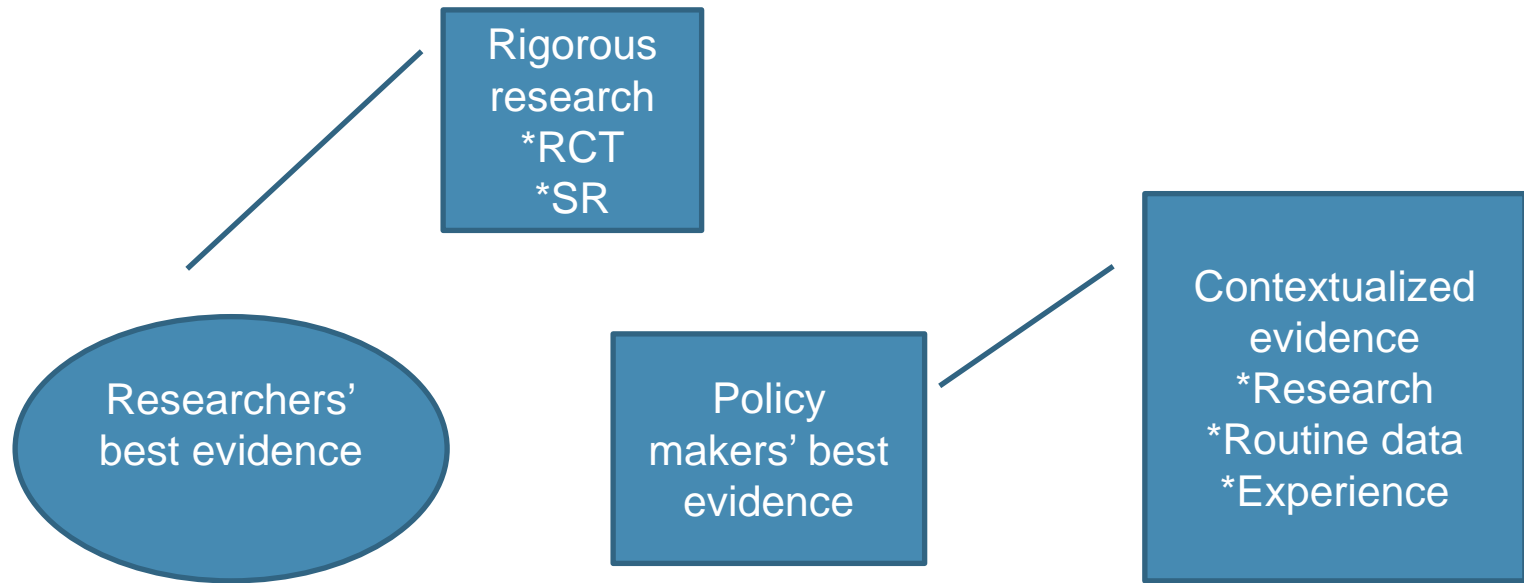 Rigorous
research
*RCT
*SR
Researchers’
best evidence
Policy
makers’ best
evidence
Contextualized
evidence
*Research
*Routine data
*Experience